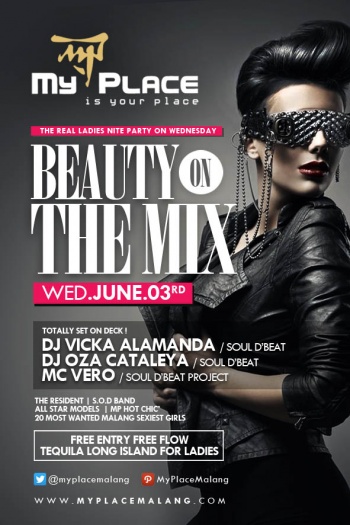 mp
MY PLACE
is your place
THE REAL LADIES NITE PARTY ON WEDNESDAY
BEAUTY ON
THE MIX
WED.JUNE.03RD
TOTALLY SET ON DECK !
DJ VICKA ALAMANDA / SOUL D'BEAT
DJ OZA CATALEYA / SOUL D'BEAT
MC VERO / SOUL D'BEAT PROJECT
THE RESIDENT | S.O.D BAND
ALL STAR MODELS | MP HOT CHIC'
20 MOST WANTED MALANG SEXIEST GIRLS
FREE ENTRY FREE FLOW
TEQUILA LONG ISLAND FOR LADIES
@myplacemalang MyPlaceMalang
WWW.MYPLACEMALANG.COM